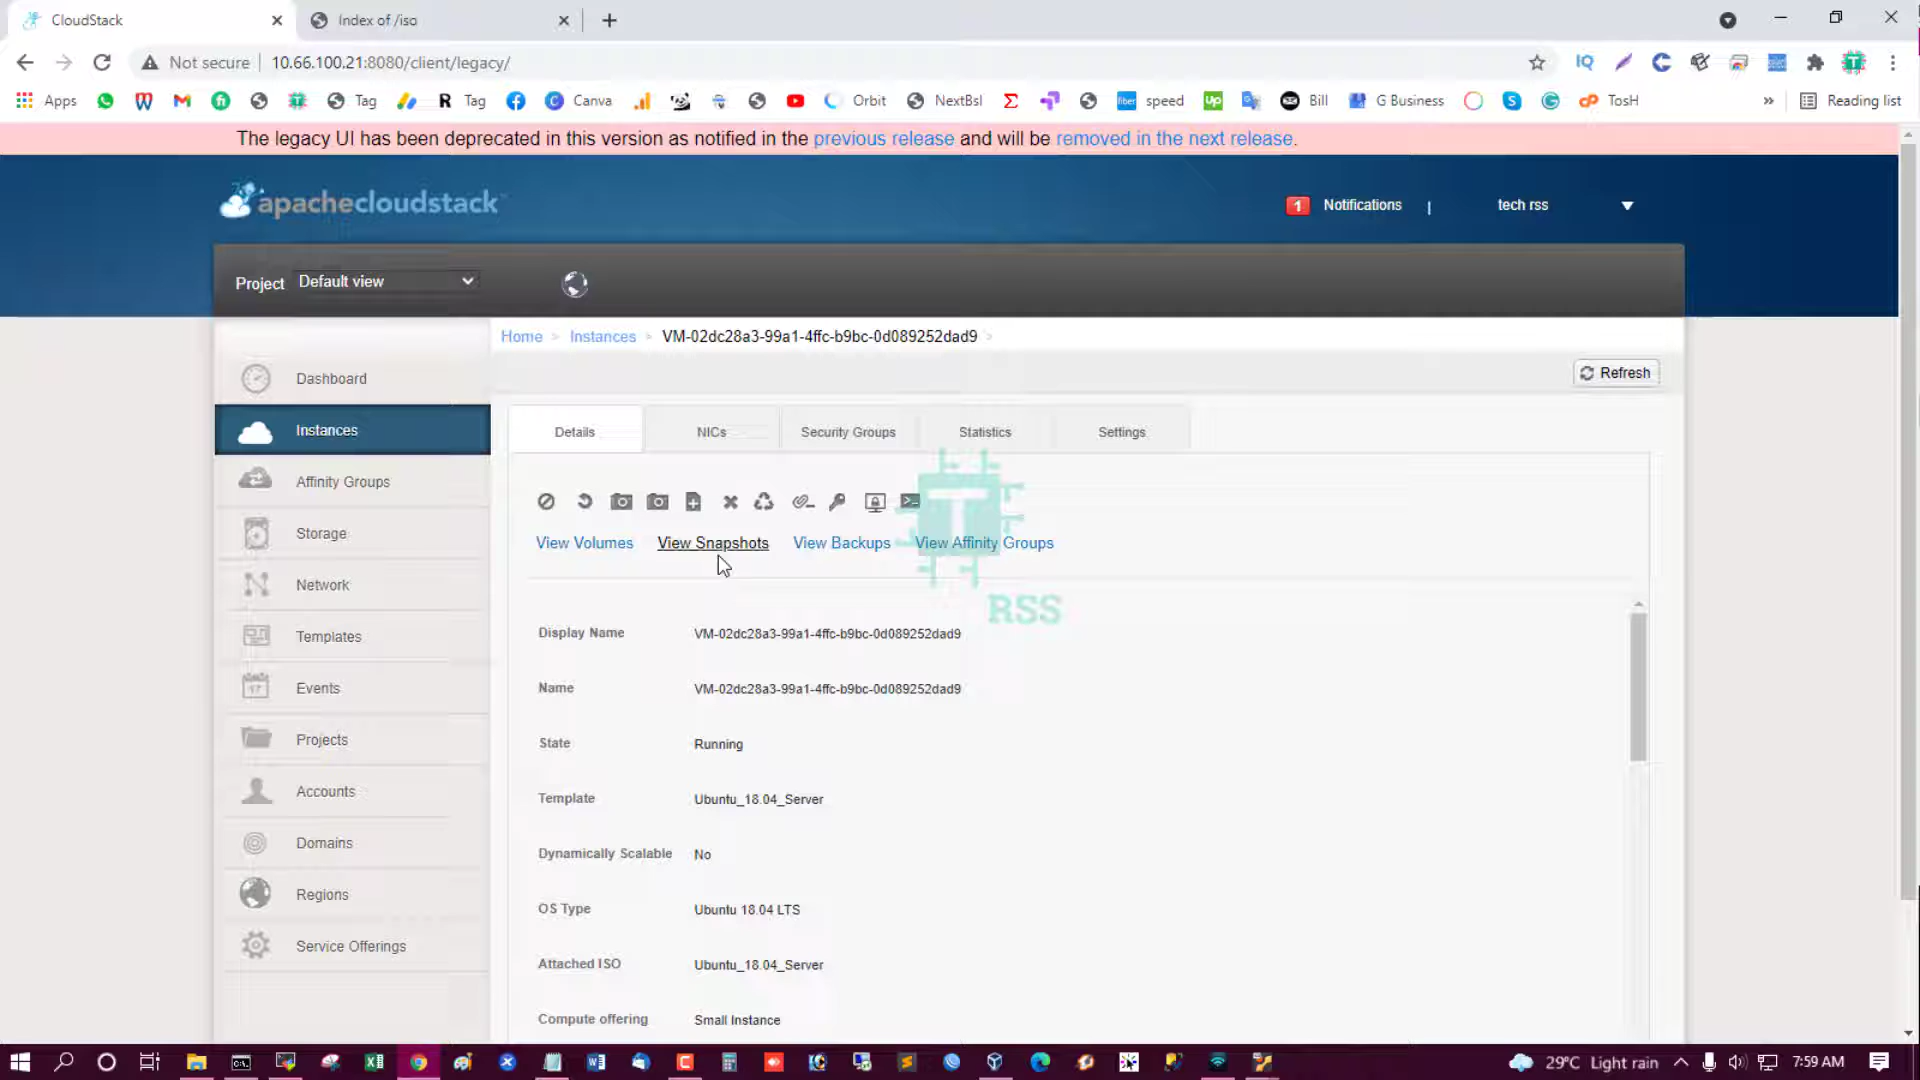 CloudStack
Index of /iso
Not secure
10.66.100.21:8080/client/legacy/
Apps
Tag
R
Tag
Canva
Orbit
NextBsl
speed
Bill
G Business
TosH
»
Reading list
The legacy UI has been deprecated in this version as notified in the previous release and will be removed in the next release.
apachecloudstack
1
Notifications
tech rss
Project
Default view
Home > Instances > VM-02dc28a3-99a1-4ffc-b9bc-0d089252dad9 >
Refresh
Dashboard
Instances
Affinity Groups
Storage
Network
Templates
Events
Projects
Accounts
Domains
Regions
Service Offerings
Details
NICs
Security Groups
Statistics
Settings
View Volumes
View Snapshots
View Backups
View Affinity Groups
T
RSS
Display Name
VM-02dc28a3-99a1-4ffc-b9bc-0d089252dad9
Name
VM-02dc28a3-99a1-4ffc-b9bc-0d089252dad9
State
Running
Template
Ubuntu_18.04_Server
Dynamically Scalable
No
OS Type
Ubuntu 18.04 LTS
Attached ISO
Ubuntu_18.04_Server
Compute offering
Small Instance
29°C Light rain
7:59 AM